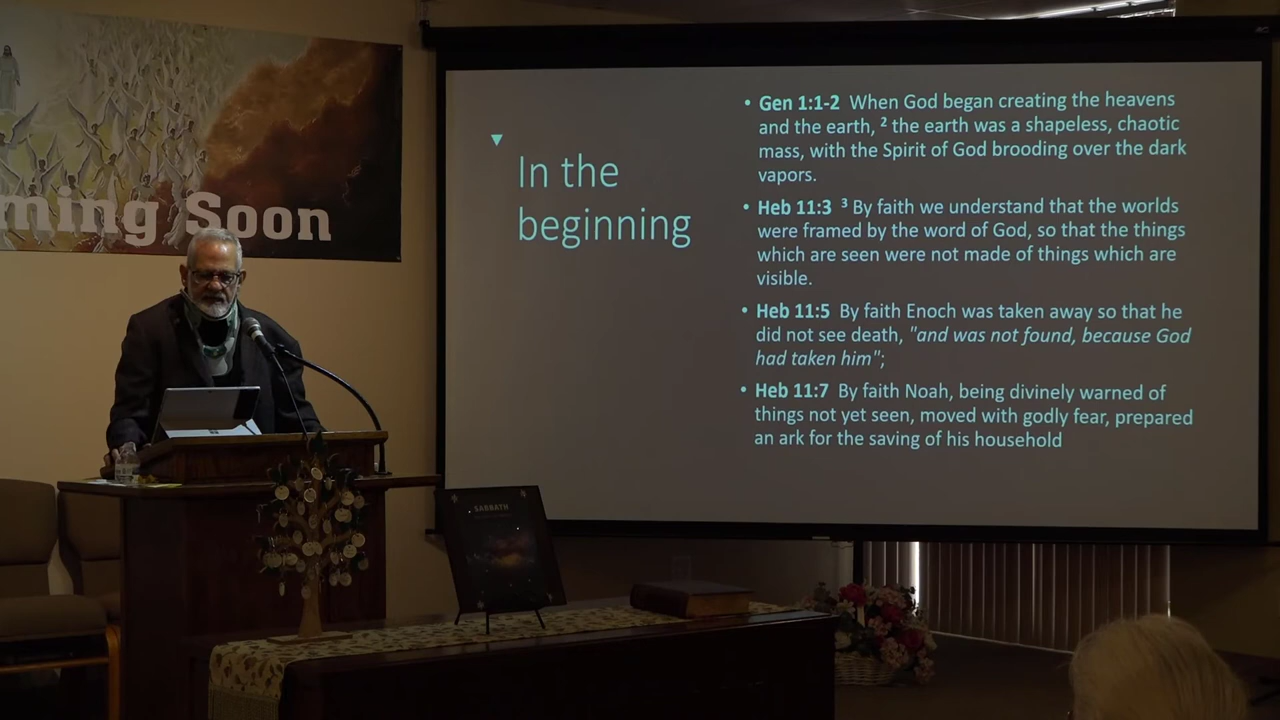 ming Soon
In the
beginning
• Gen 1:1-2 When God began creating the heavens
and the earth, ² the earth was a shapeless, chaotic
mass, with the Spirit of God brooding over the dark
vapors.
• Heb 11:3 ³ By faith we understand that the worlds
were framed by the word of God, so that the things
which are seen were not made of things which are
visible.
• Heb 11:5 By faith Enoch was taken away so that he
did not see death, "and was not found, because God
had taken him";
• Heb 11:7 By faith Noah, being divinely warned of
things not yet seen, moved with godly fear, prepared
an ark for the saving of his household
SABBATH